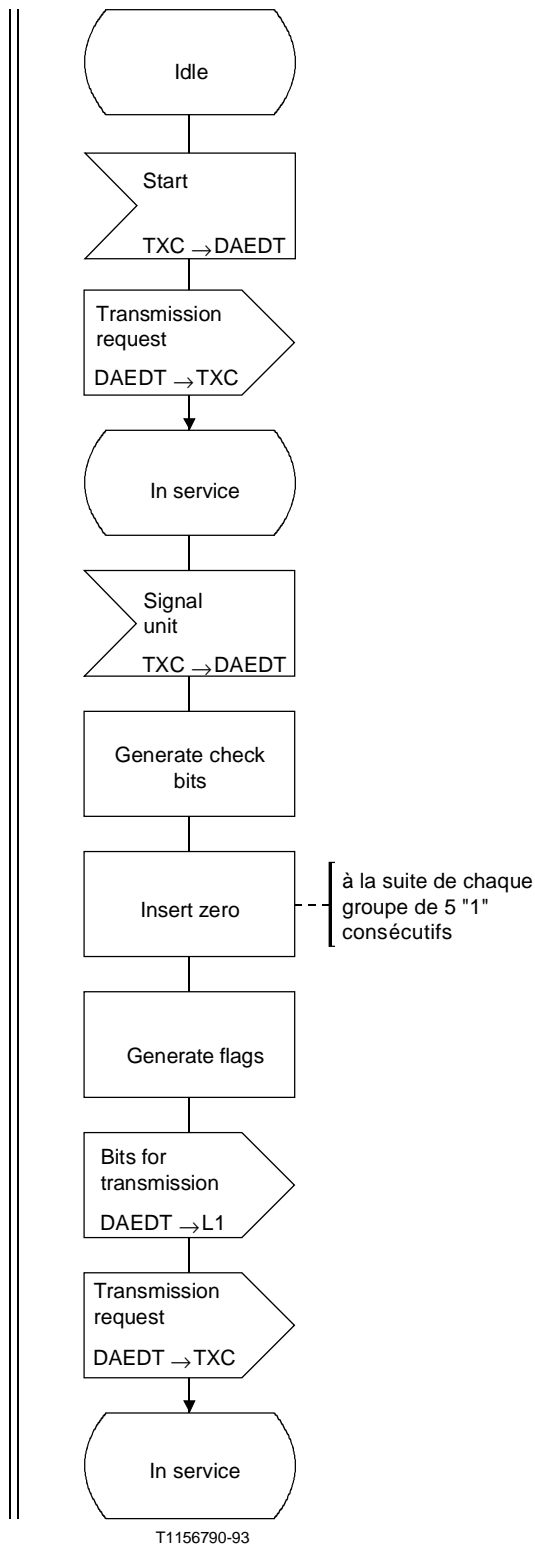 Idle
Start
TXC → DAEDT
Transmission
request
DAEDT → TXC
In service
Signal
unit
TXC → DAEDT
Generate check
bits
Insert zero
à la suite de chaque
groupe de 5 "1"
consécutifs
Generate flags
Bits for
transmission
DAEDT → L1
Transmission
request
DAEDT → TXC
In service
T1156790-93